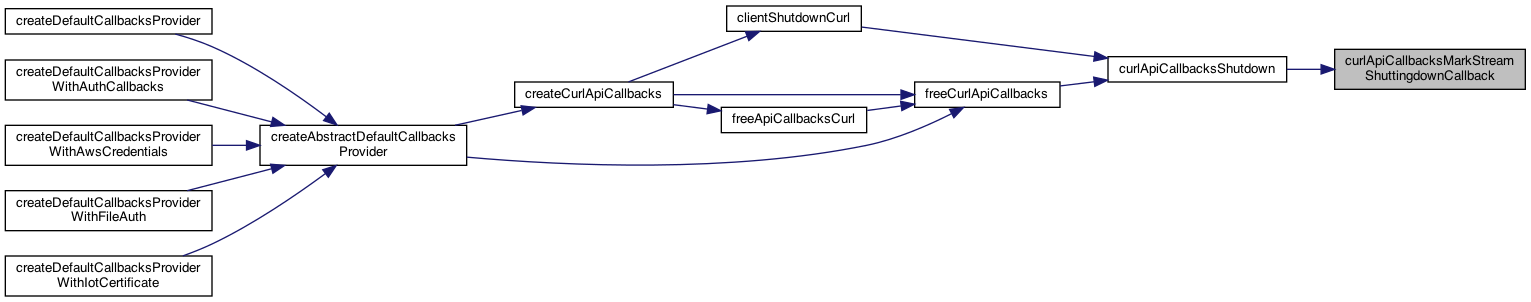 createDefaultCallbacksProvider
createDefaultCallbacksProvider
WithAuthCallbacks
createDefaultCallbacksProvider
WithAwsCredentials
createDefaultCallbacksProvider
WithFileAuth
createDefaultCallbacksProvider
WithIotCertificate
createAbstractDefaultCallbacks
Provider
createCurlApiCallbacks
clientShutdownCurl
freeApiCallbacksCurl
freeCurlApiCallbacks
curlApiCallbacksShutdown
curlApiCallbacksMarkStream
ShuttingdownCallback